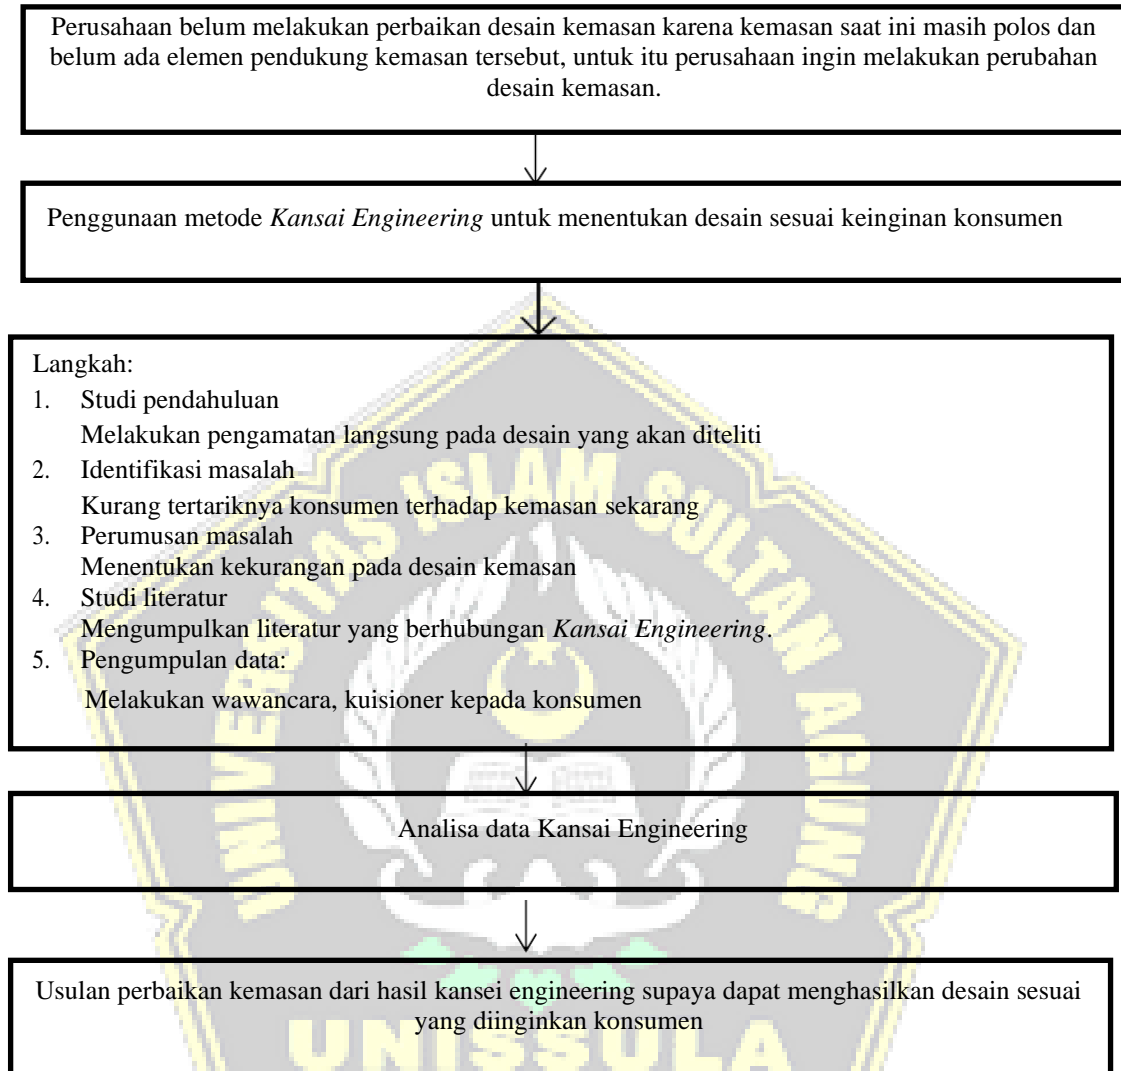 Perusahaan belum melakukan perbaikan desain kemasan karena kemasan saat ini masih polos dan
belum ada elemen pendukung kemasan tersebut, untuk itu perusahaan ingin melakukan perubahan
desain kemasan.
Penggunaan metode Kansai Engineering untuk menentukan desain sesuai keinginan konsumen
Langkah:
1. Studi pendahuluan
Melakukan pengamatan langsung pada desain yang akan diteliti
2. Identifikasi masalah
Kurang tertariknya konsumen terhadap kemasan sekarang
3. Perumusan masalah
Menentukan kekurangan pada desain kemasan
4. Studi literatur
Mengumpulkan literatur yang berhubungan Kansai Engineering.
5. Pengumpulan data:
Melakukan wawancara, kuisioner kepada konsumen
Analisa data Kansai Engineering
Usulan perbaikan kemasan dari hasil kansei engineering supaya dapat menghasilkan desain sesuai
yang diinginkan konsumen
UNIVERSITAS ISLAM SULTAN AGUNG
UNISSULA